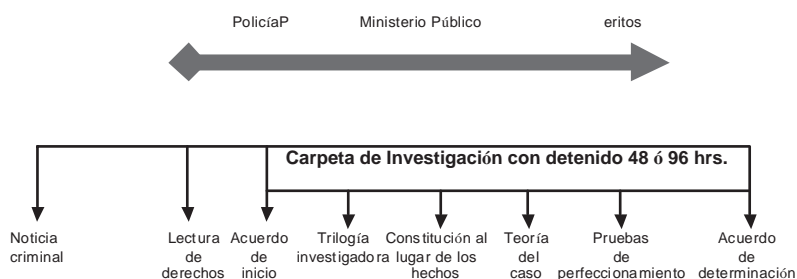 PolicíaP Ministerio Público eritos
Carpeta de Investigación con detenido 48 ó 96 hrs.
Noticia
criminal
Lectura
de
derechos
Acuerdo
de
inicio
Trilogía
investigadora
Constitución al
lugar de los
hechos
Teoría
del
caso
Pruebas
de
perfeccionamiento
Acuerdo
de
determinación